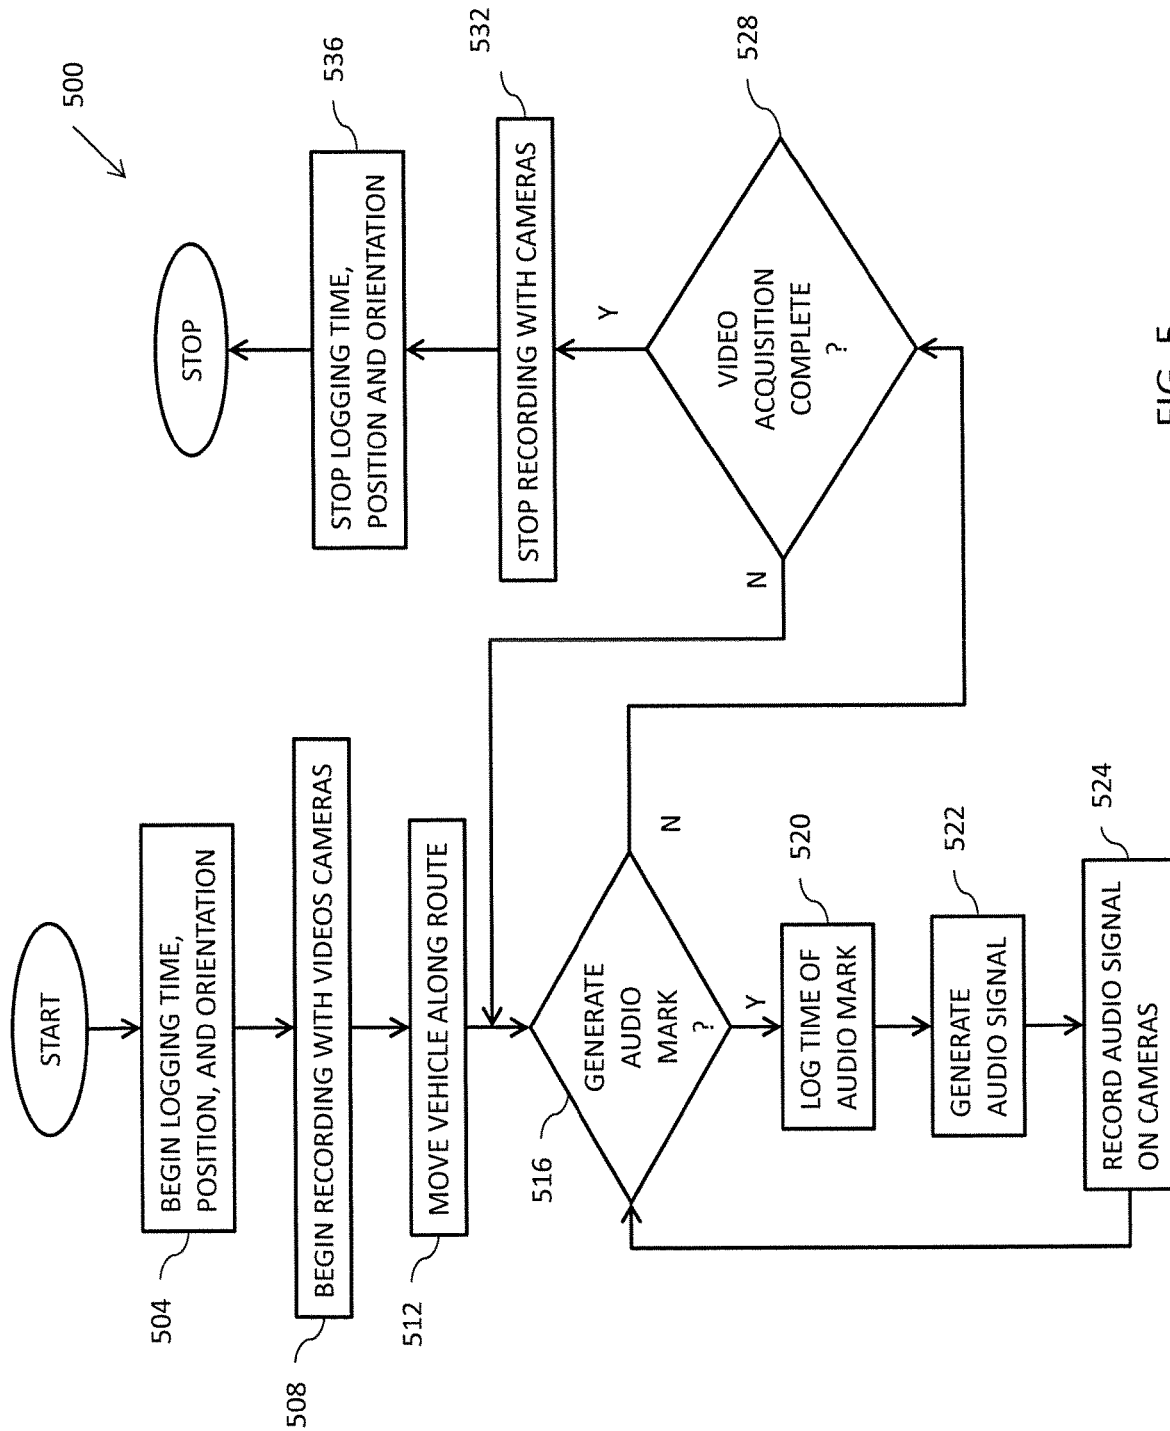 500
START
504
BEGIN LOGGING TIME,
POSITION, AND ORIENTATION
508
BEGIN RECORDING WITH VIDEOS CAMERAS
512
MOVE VEHICLE ALONG ROUTE
516
GENERATE
AUDIO
MARK
?
N
Y
520
LOG TIME OF
AUDIO MARK
522
GENERATE
AUDIO SIGNAL
524
RECORD AUDIO SIGNAL
ON CAMERAS
528
VIDEO
ACQUISITION
COMPLETE
?
N
Y
532
STOP RECORDING WITH CAMERAS
536
STOP LOGGING TIME,
POSITION AND ORIENTATION
STOP
FIG.